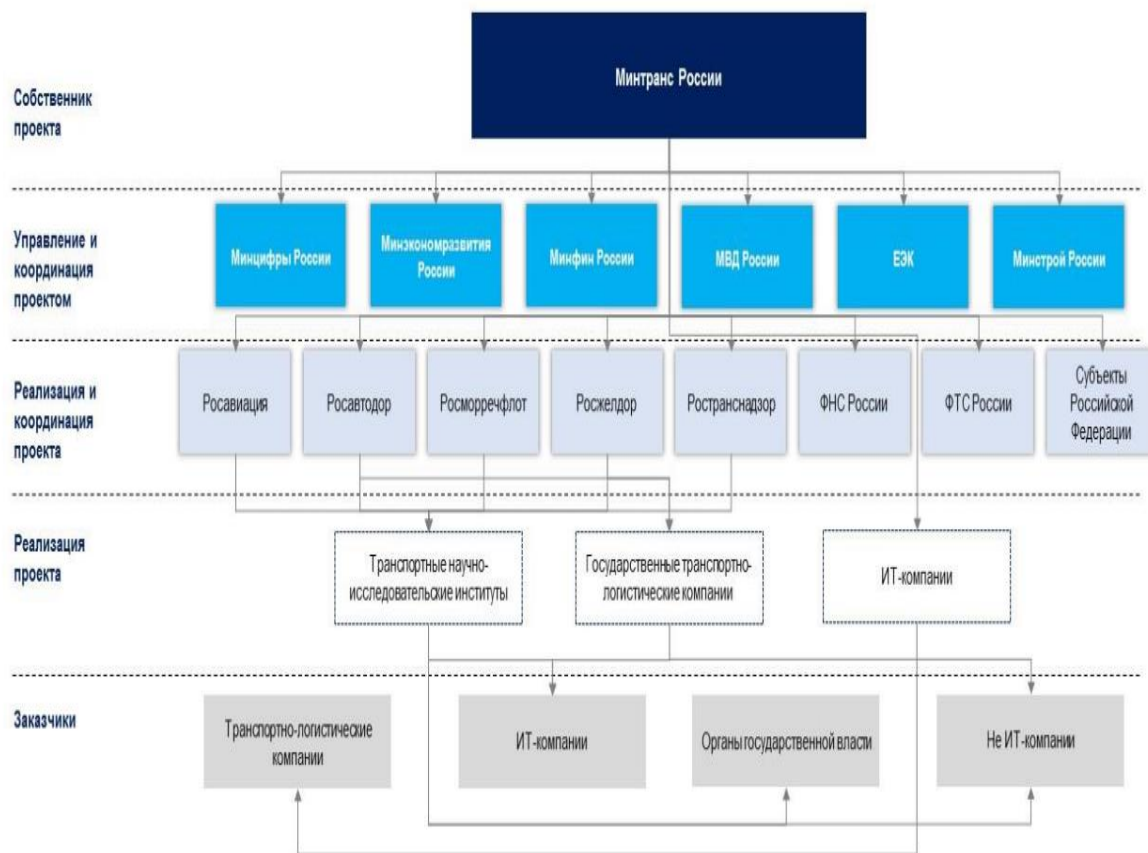 Минтранс России
Собственник
проекта
Управление и
координация
проектом
Минцифры России
Минэкономразвития
России
Минфин России
МВД России
ЕЭК
Минстрой России
Реализация и
координация
проекта
Росавиация
Росавтодор
Росморречфлот
Росжелдор
Ространснадзор
ФНС России
ФТС России
Субъекты
Российской
Федерации
Реализация
проекта
Транспортные научно-
исследовательские институты
Государственные транспортно-
логистические компании
ИТ-компании
Заказчики
Транспортно-логистические
компании
ИТ-компании
Органы государственной власти
Не ИТ-компании